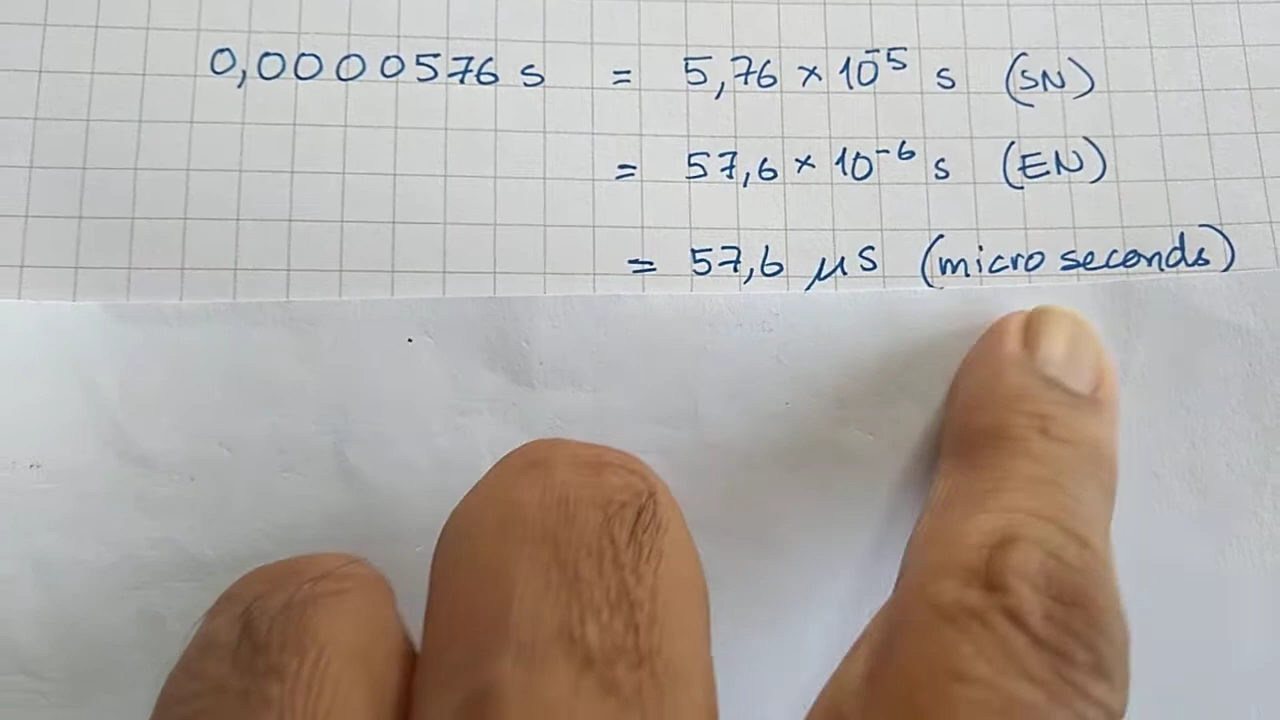 0,0000576 s = 5,76 × 10⁻⁵ s (SN)
= 57,6 × 10⁻⁶ s (EN)
= 57,6 μs (micro seconds)